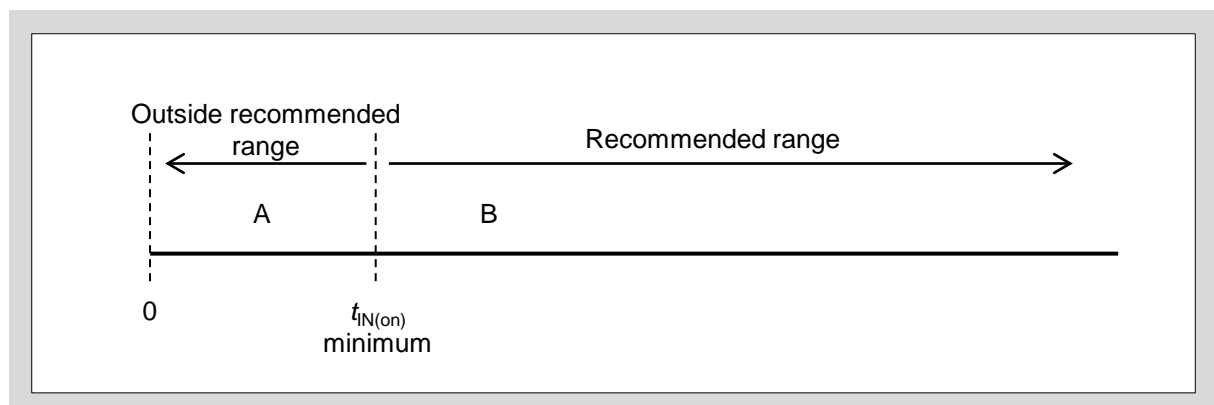 Outside recommended
range
Recommended range
A
B
0
tIN(on)
minimum